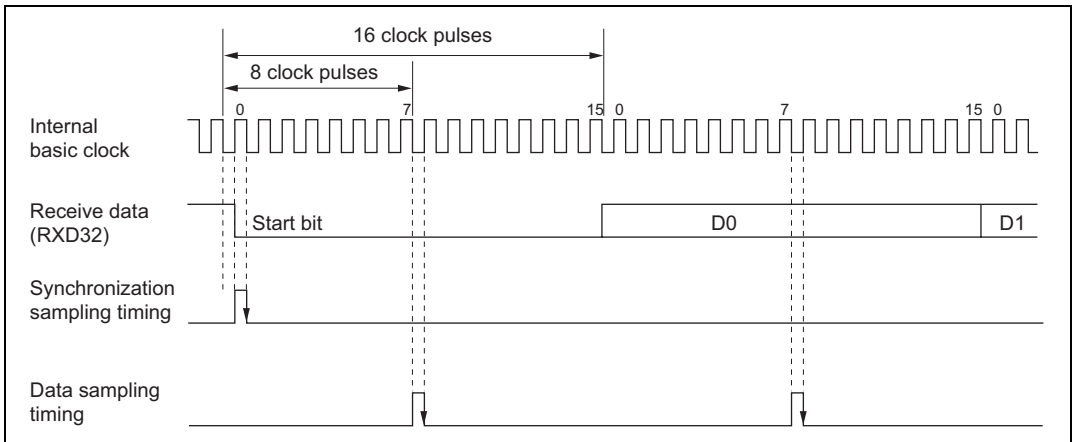 16 clock pulses
8 clock pulses
0 7 15 0 7 15 0
Internal
basic clock
Receive data
(RXD32)
Start bit D0 D1
Synchronization
sampling timing
Data sampling
timing